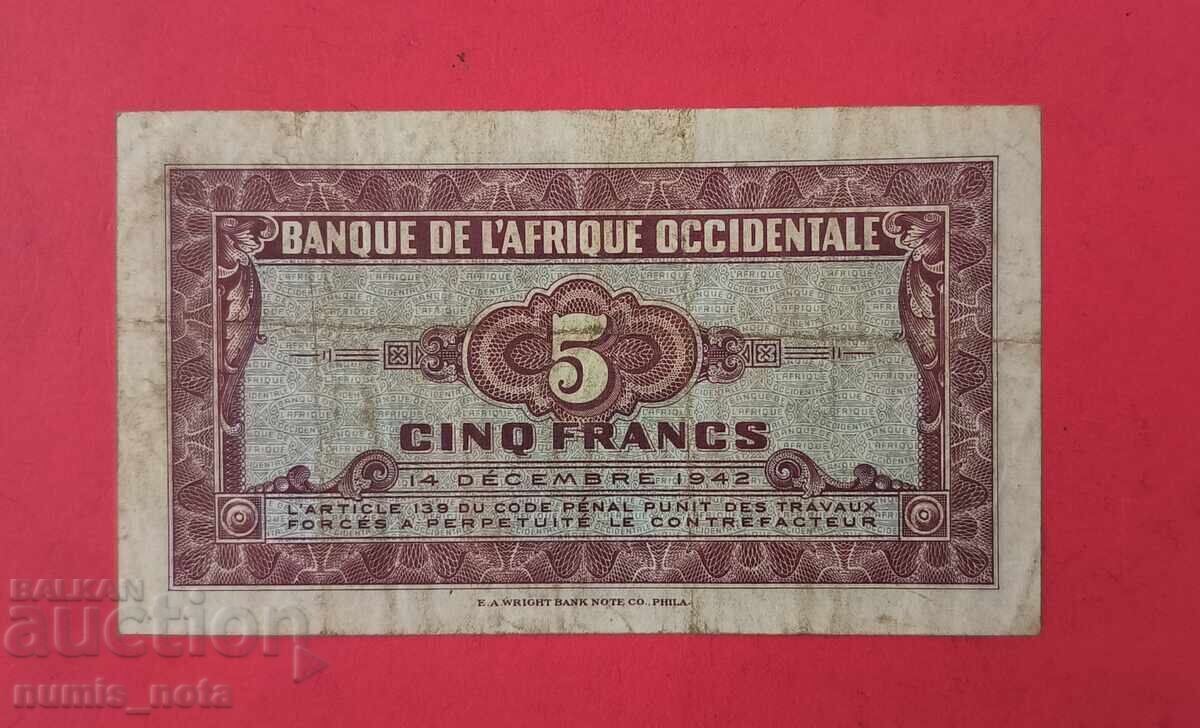 BANQUE DE L'AFRIQUE OCCIDENTALE
5
CINQ FRANCS
14 DÉCEMBRE 1942
L'ARTICLE 139 DU CODE PÉNAL PUNIT DES TRAVAUX
FORCÉS A PERPETUITÉ LE CONTREFACTEUR
E.A. WRIGHT BANK NOTE CO., PHILA.
BALKAN
auction
numis_nota